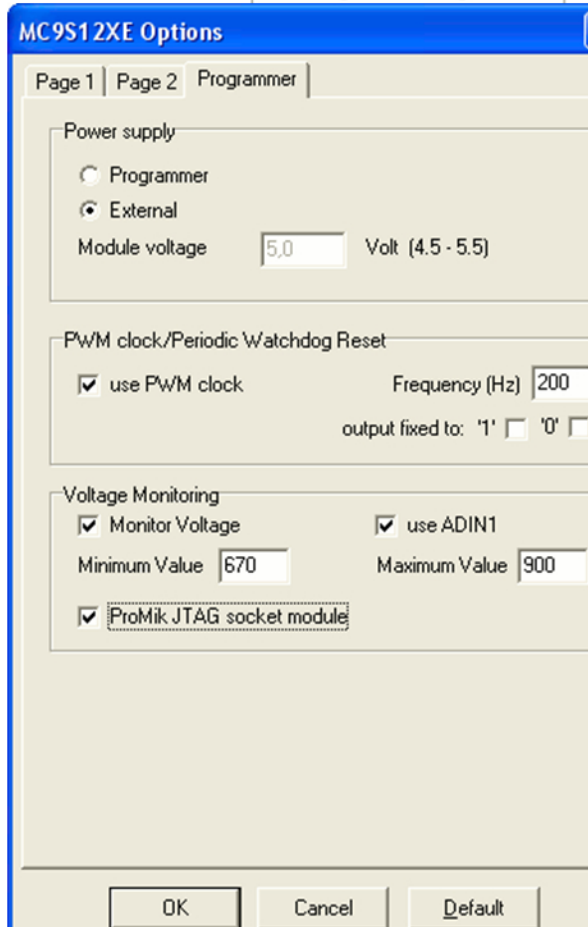 MC9S12XE Options
Page 1 Page 2 Programmer
Power supply
Programmer
External
Module voltage 5,0 Volt (4.5 - 5.5)
PWM clock/Periodic Watchdog Reset
use PWM clock Frequency (Hz) 200
output fixed to: '1' '0'
Voltage Monitoring
Monitor Voltage use ADIN1
Minimum Value 670 Maximum Value 900
ProMik JTAG socket module
OK Cancel Default